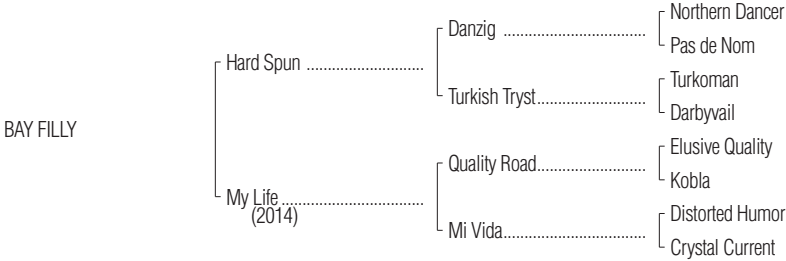 Northern Dancer
Danzig ..................................
Pas de Nom
Hard Spun ............................
Turkoman
Turkish Tryst..........................
Darbyvail
BAY FILLY
Elusive Quality
Quality Road..........................
Kobla
My Life..................................
(2014)
Distorted Humor
Mi Vida..................................
Crystal Current